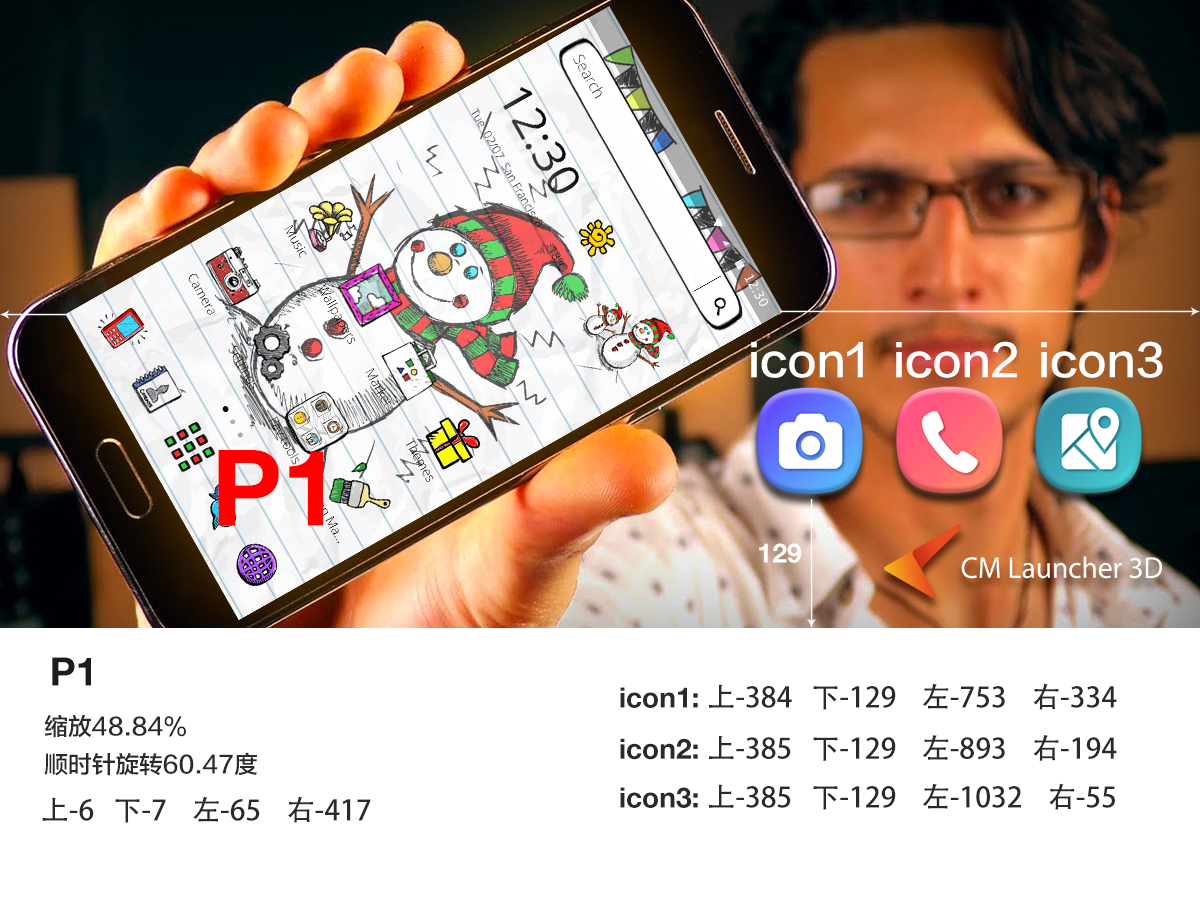 Search
12:30
12:30
Tue, 02/07, San Francis
Music
Camera
Wallpapers
Market
Themes
P1
icon1 icon2 icon3
129
CM Launcher 3D
P1
缩放48.84%
顺时针旋转60.47度
上-6 下-7 左-65 右-417
icon1: 上-384 下-129 左-753 右-334
icon2: 上-385 下-129 左-893 右-194
icon3: 上-385 下-129 左-1032 右-55